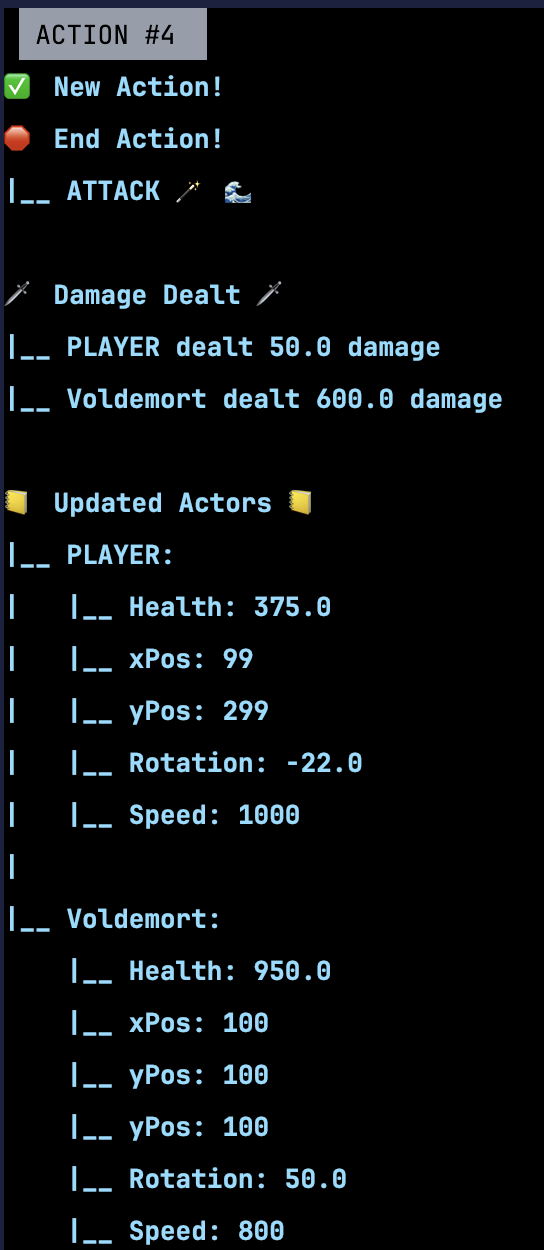 ACTION #4
✅ New Action!
🛑 End Action!
|__ ATTACK 🪄 🌊
🗡 Damage Dealt 🗡
|__ PLAYER dealt 50.0 damage
|__ Voldemort dealt 600.0 damage
📒 Updated Actors 📒
|__ PLAYER:
|   |__ Health: 375.0
|   |__ xPos: 99
|   |__ yPos: 299
|   |__ Rotation: -22.0
|   |__ Speed: 1000
|
|__ Voldemort:
    |__ Health: 950.0
    |__ xPos: 100
    |__ yPos: 100
    |__ yPos: 100
    |__ Rotation: 50.0
    |__ Speed: 800